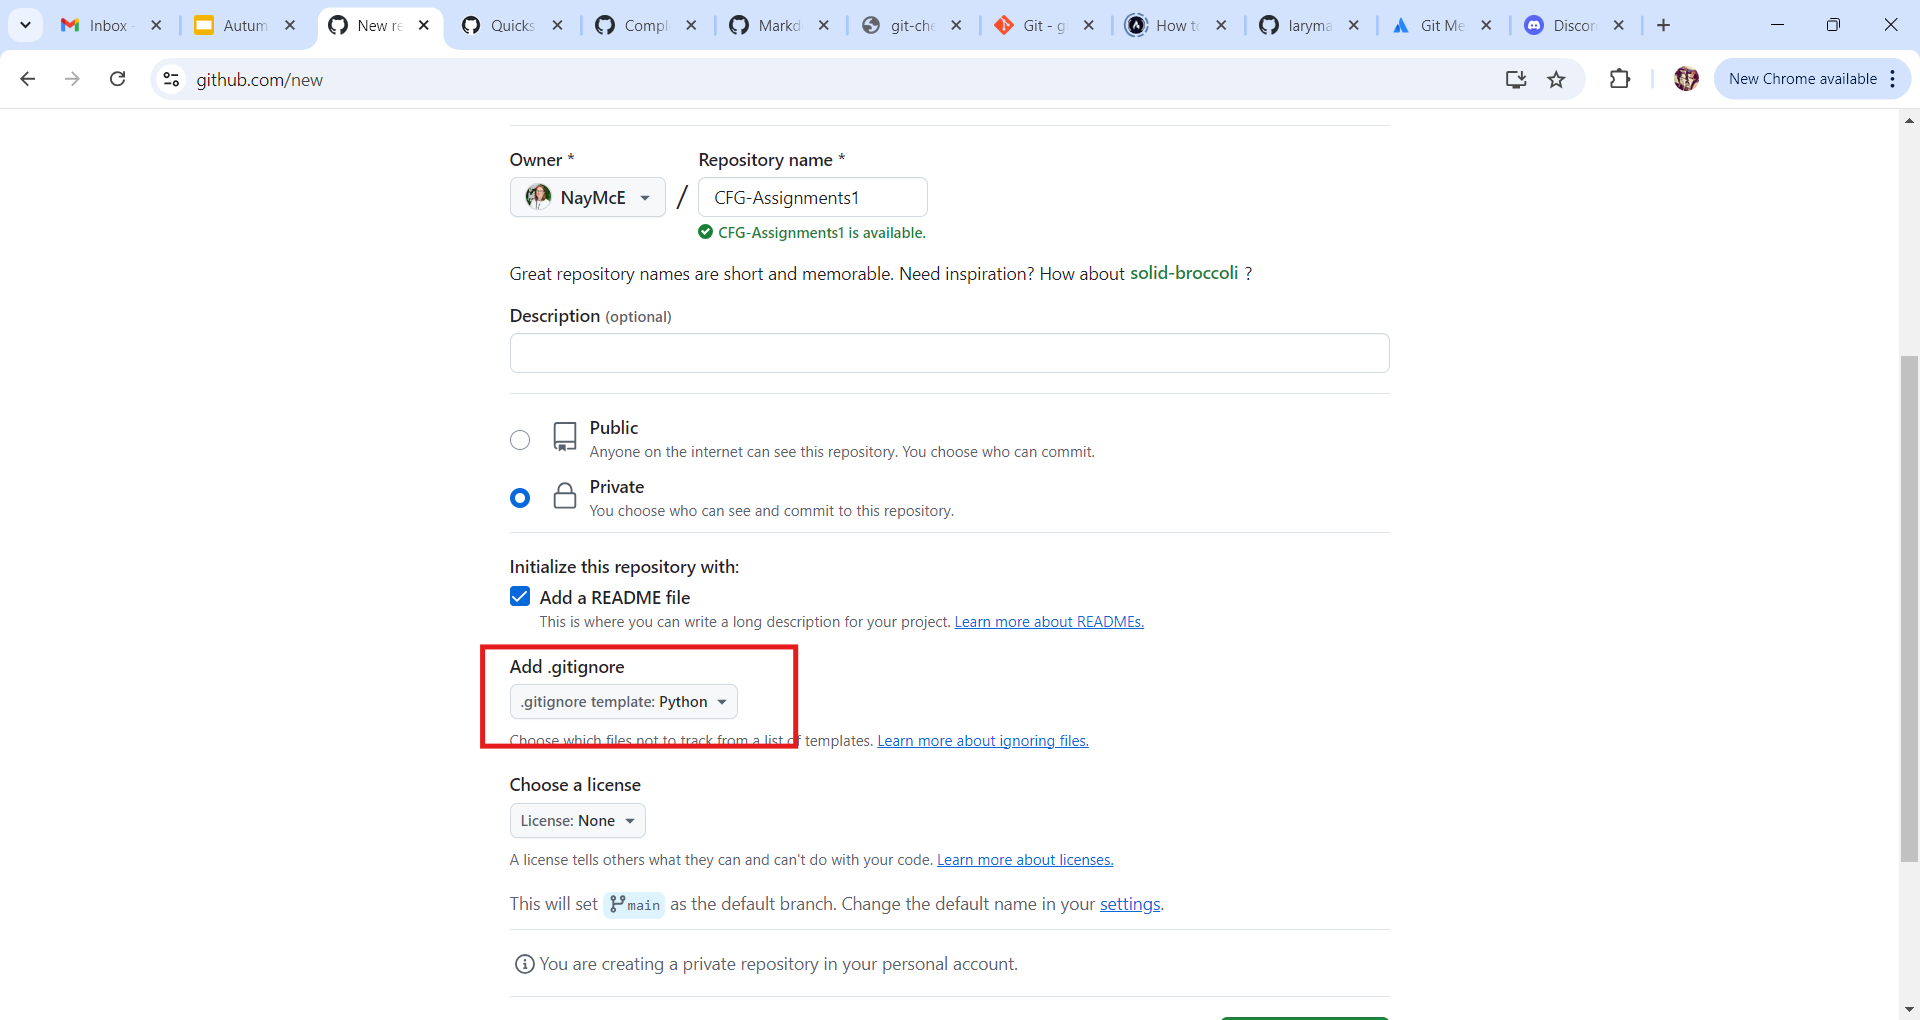 Inbox
Autum
New re
Quicks
Compl
Markd
git-che
Git - g
How to
laryma
Git Me
Discor
github.com/new
New Chrome available
Owner *
Repository name *
NayMcE / CFG-Assignments1
CFG-Assignments1 is available.
Great repository names are short and memorable. Need inspiration? How about solid-broccoli ?
Description (optional)
Public
Anyone on the internet can see this repository. You choose who can commit.
Private
You choose who can see and commit to this repository.
Initialize this repository with:
Add a README file
This is where you can write a long description for your project. Learn more about READMEs.
Add .gitignore
.gitignore template: Python
Choose which files not to track from a list of templates. Learn more about ignoring files.
Choose a license
License: None
A license tells others what they can and can't do with your code. Learn more about licenses.
This will set main as the default branch. Change the default name in your settings.
You are creating a private repository in your personal account.